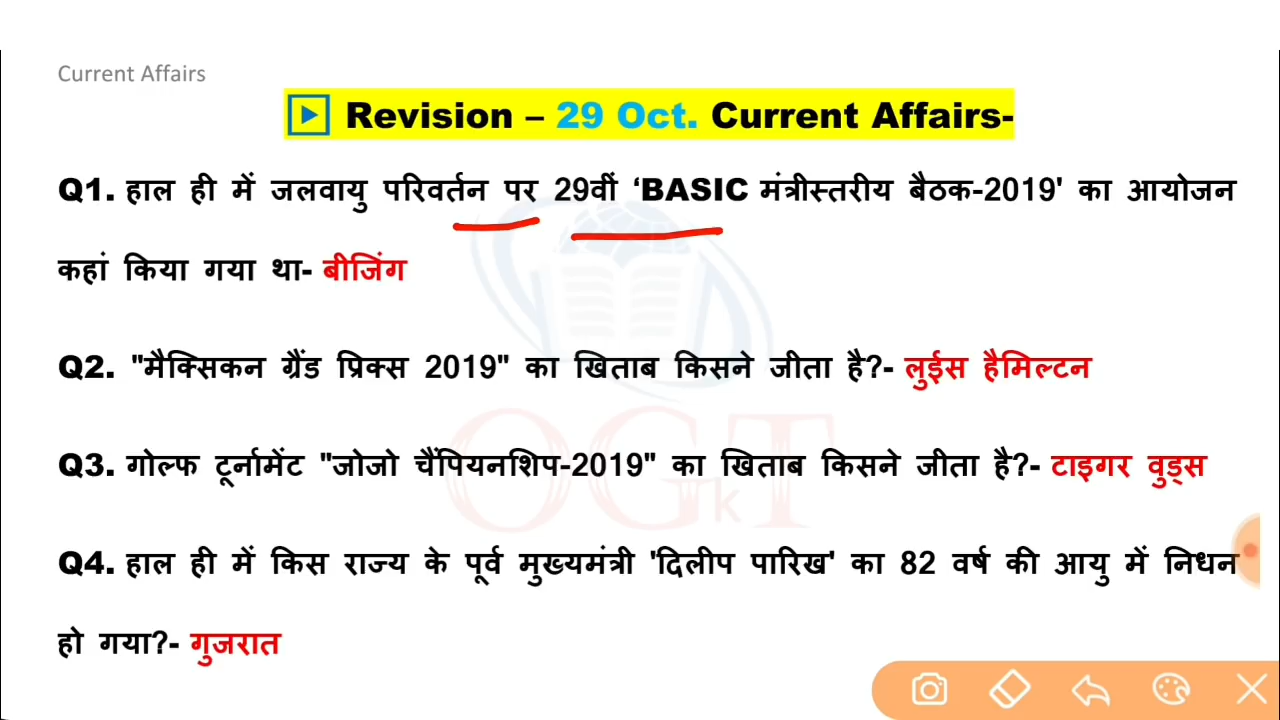 Current Affairs
Revision – 29 Oct. Current Affairs-
Q1. हाल ही में जलवायु परिवर्तन पर 29वीं ‘BASIC मंत्रीस्तरीय बैठक-2019' का आयोजन
कहां किया गया था- बीजिंग
Q2. "मैक्सिकन ग्रैंड प्रिक्स 2019" का खिताब किसने जीता है?- लुईस हैमिल्टन
Q3. गोल्फ टूर्नामेंट "जोजो चैंपियनशिप-2019" का खिताब किसने जीता है?- टाइगर वुड्स
Q4. हाल ही में किस राज्य के पूर्व मुख्यमंत्री 'दिलीप पारिख' का 82 वर्ष की आयु में निधन
हो गया?- गुजरात
OGkT